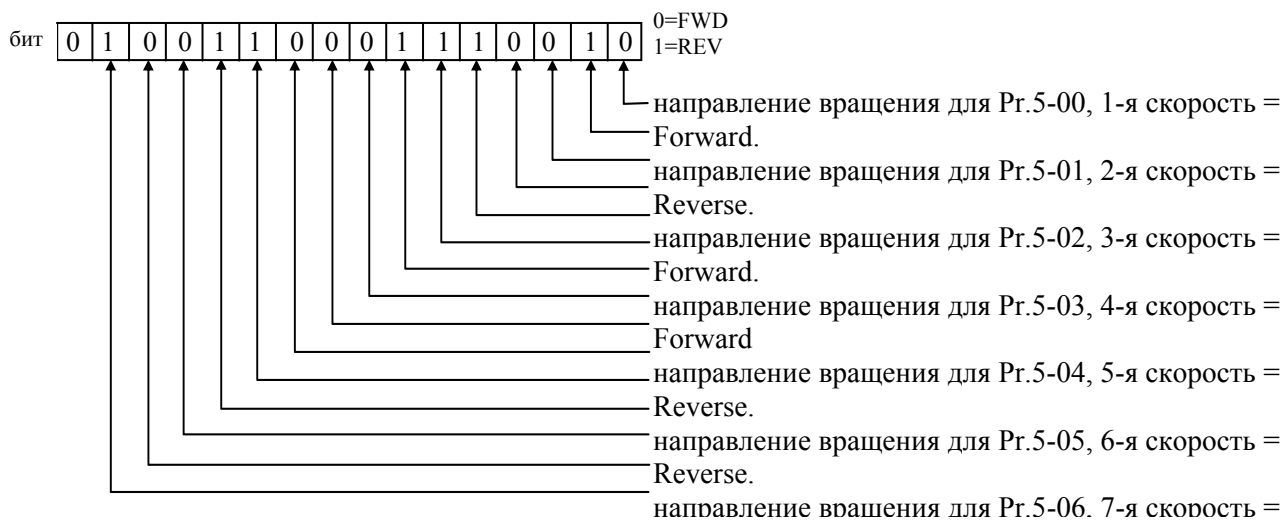 0=FWD
бит 0 1 0 0 1 1 0 0 0 1 1 1 0 0 1 0 1=REV
направление вращения для Pr.5-00, 1-я скорость =
Forward.
направление вращения для Pr.5-01, 2-я скорость =
Reverse.
направление вращения для Pr.5-02, 3-я скорость =
Forward.
направление вращения для Pr.5-03, 4-я скорость =
Forward
направление вращения для Pr.5-04, 5-я скорость =
Reverse.
направление вращения для Pr.5-05, 6-я скорость =
Reverse.
направление вращения для Pr.5-06, 7-я скорость =